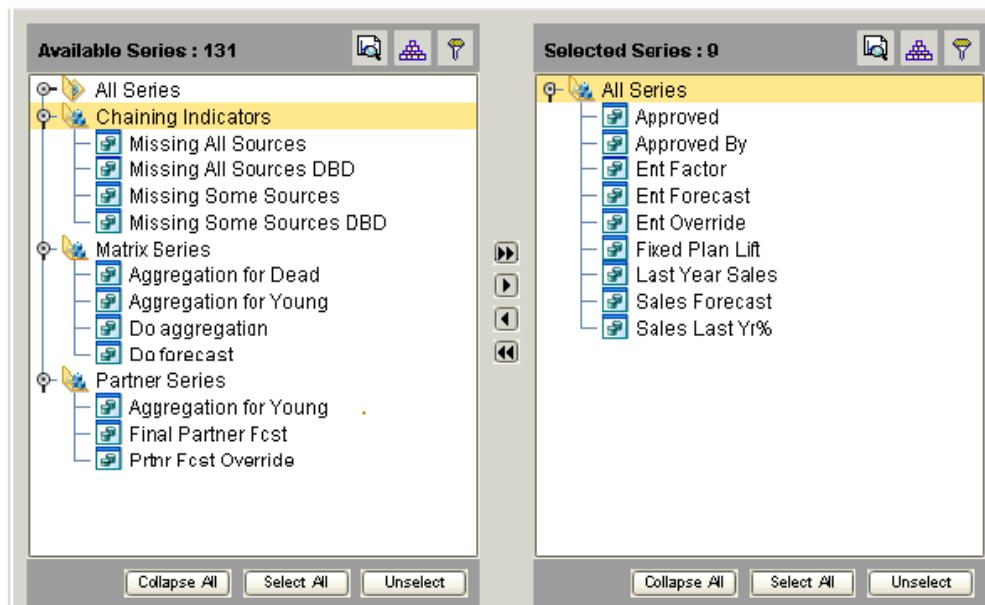 Available Series : 131
All Series
Chaining Indicators
Missing All Sources
Missing All Sources DBD
Missing Some Sources
Missing Some Sources DBD
Matrix Series
Aggregation for Dead
Aggregation for Young
Do aggregation
Do forecast
Partner Series
Aggregation for Young
Final Partner Fcst
Prtnr Fcst Override
Collapse All
Select All
Unselect
Selected Series : 9
All Series
Approved
Approved By
Ent Factor
Ent Forecast
Ent Override
Fixed Plan Lift
Last Year Sales
Sales Forecast
Sales Last Yr%
Collapse All
Select All
Unselect